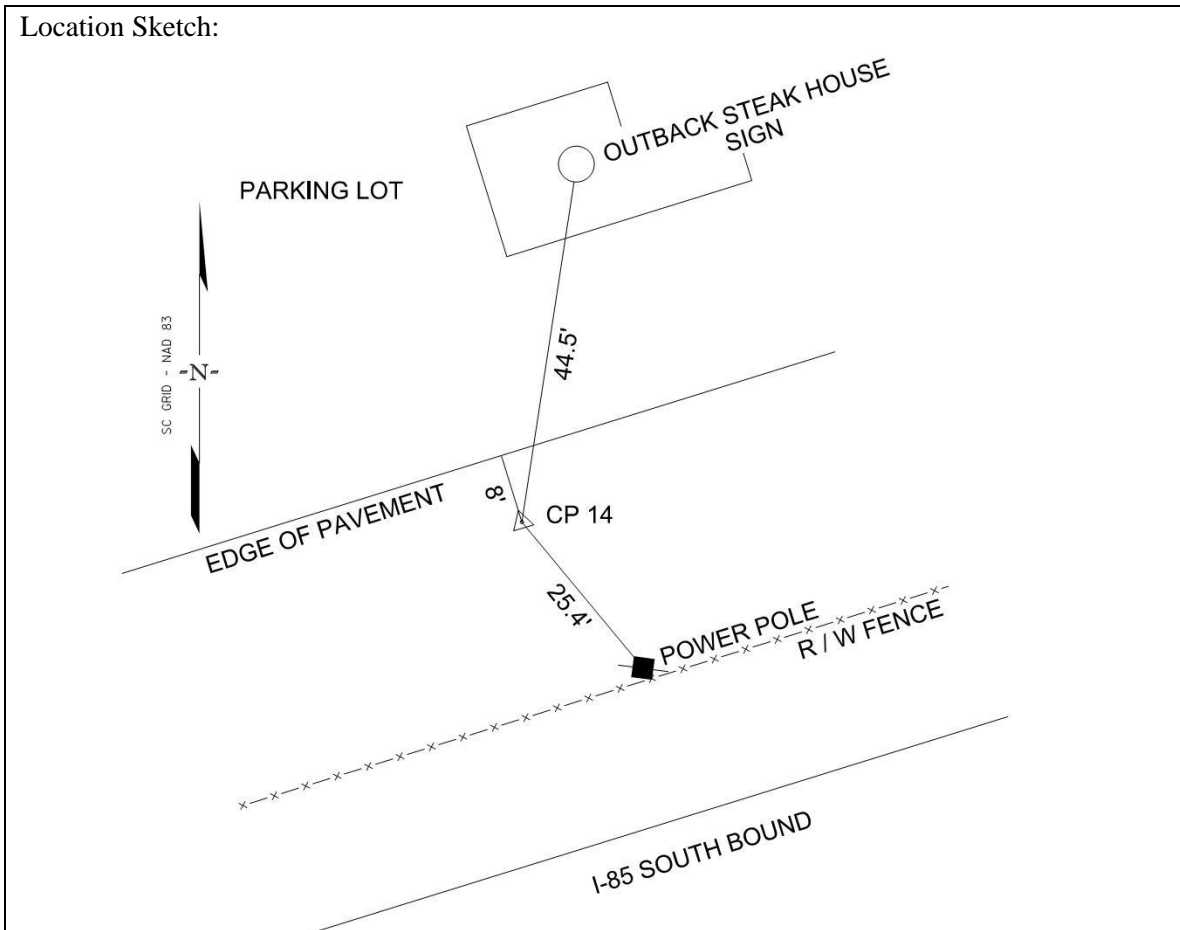 Location Sketch:
OUTBACK STEAK HOUSE
SIGN
PARKING LOT
SC GRID - NAD 83
-N-
44.5'
8'
CP 14
EDGE OF PAVEMENT
25.4'
POWER POLE
R / W FENCE
I-85 SOUTH BOUND